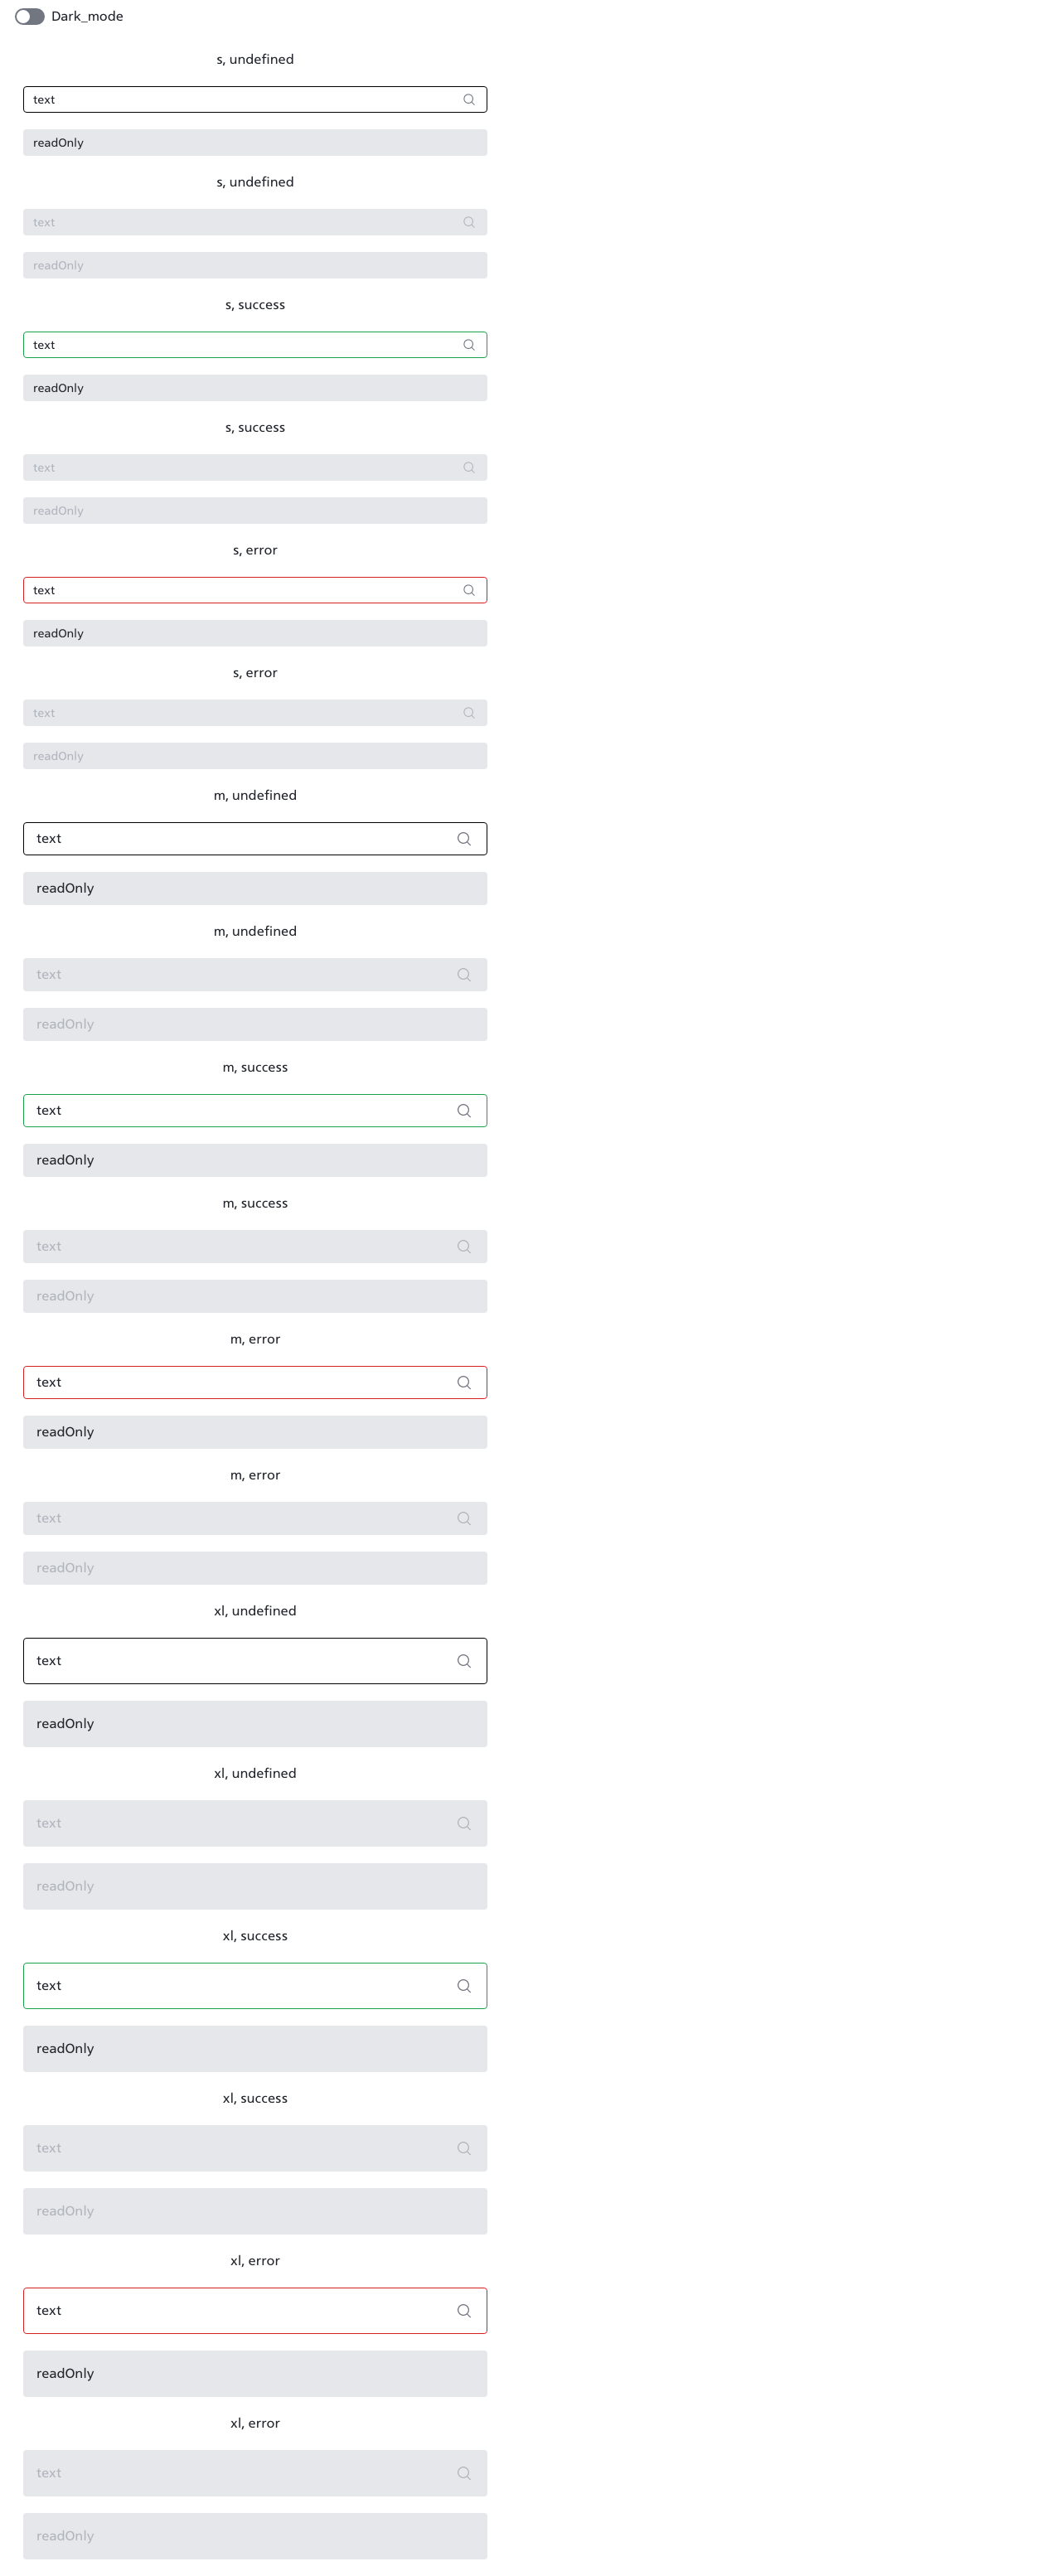 Dark_mode
s, undefined
text
readOnly
s, undefined
text
readOnly
s, success
text
readOnly
s, success
text
readOnly
s, error
text
readOnly
s, error
text
readOnly
m, undefined
text
readOnly
m, undefined
text
readOnly
m, success
text
readOnly
m, success
text
readOnly
m, error
text
readOnly
m, error
text
readOnly
xl, undefined
text
readOnly
xl, undefined
text
readOnly
xl, success
text
readOnly
xl, success
text
readOnly
xl, error
text
readOnly
xl, error
text
readOnly